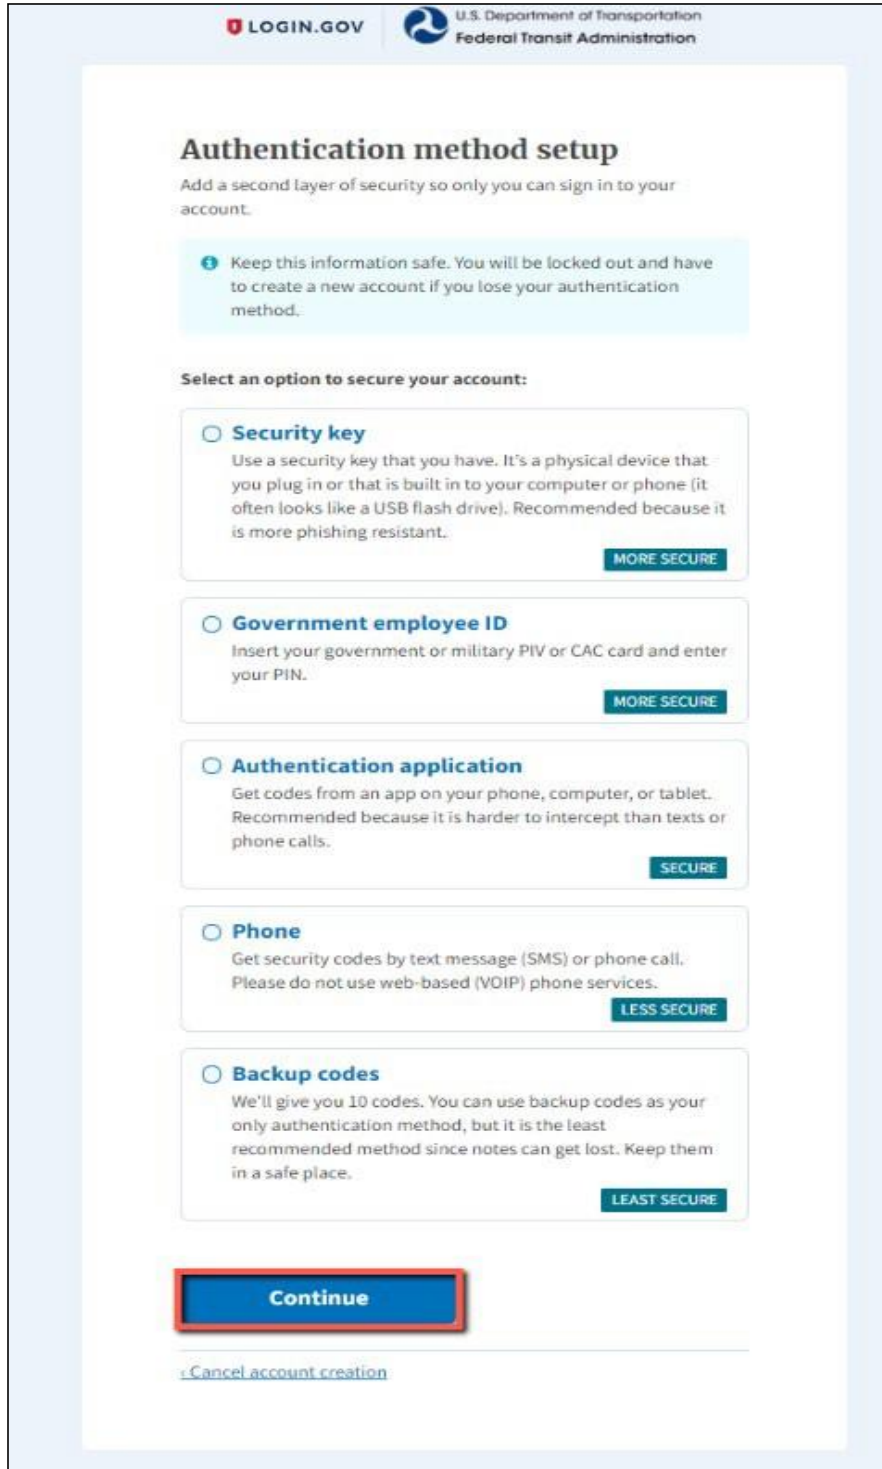 LOGIN.GOV
U.S. Department of Transportation
Federal Transit Administration
Authentication method setup
Add a second layer of security so only you can sign in to your
account.
Keep this information safe. You will be locked out and have
to create a new account if you lose your authentication
method.
Select an option to secure your account:
Security key
Use a security key that you have. It's a physical device that
you plug in or that is built in to your computer or phone (it
often looks like a USB flash drive). Recommended because it
is more phishing resistant.
MORE SECURE
Government employee ID
Insert your government or military PIV or CAC card and enter
your PIN.
MORE SECURE
Authentication application
Get codes from an app on your phone, computer, or tablet.
Recommended because it is harder to intercept than texts or
phone calls.
SECURE
Phone
Get security codes by text message (SMS) or phone call.
Please do not use web-based (VOIP) phone services.
LESS SECURE
Backup codes
We'll give you 10 codes. You can use backup codes as your
only authentication method, but it is the least
recommended method since notes can get lost. Keep them
in a safe place.
LEAST SECURE
Continue
‹ Cancel account creation